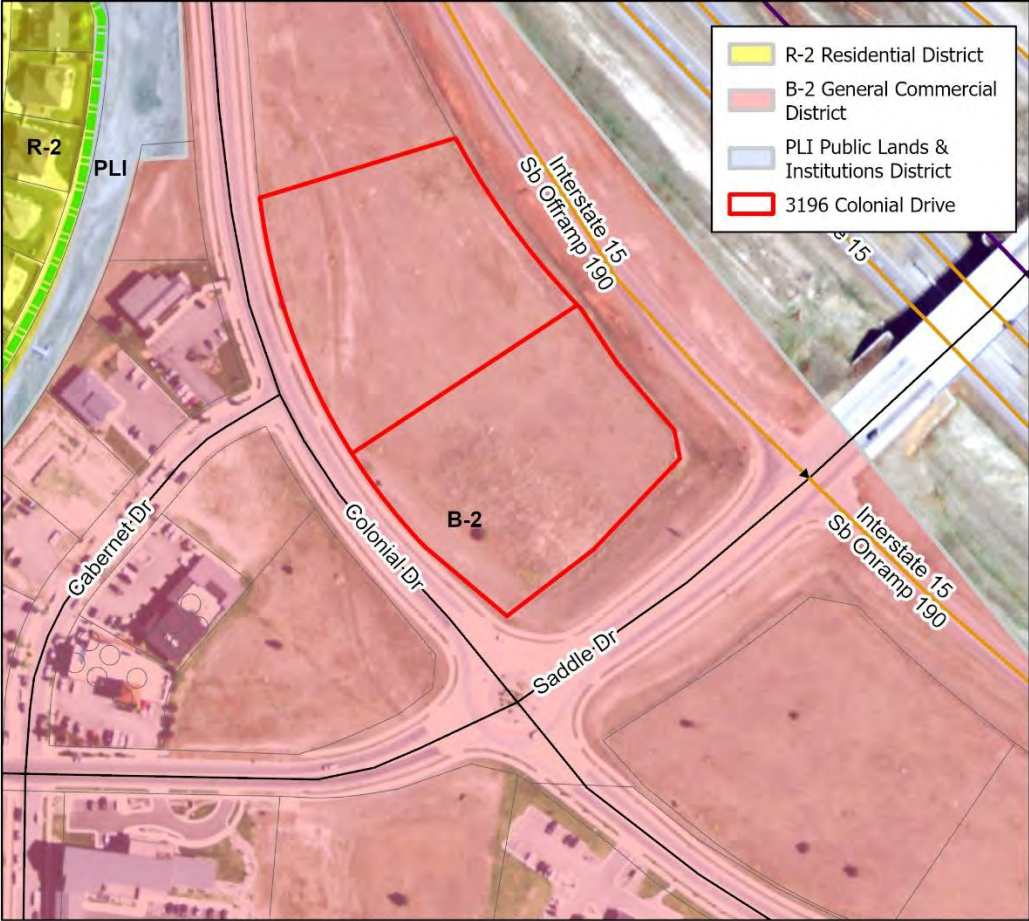 R-2 Residential District
B-2 General Commercial
District
PLI Public Lands &
Institutions District
3196 Colonial Drive
R-2
PLI
Interstate 15
Sb Offramp 190
e 15
B-2
Cabernet Dr
Colonial Dr
Saddle Dr
Interstate 15
Sb Onramp 190